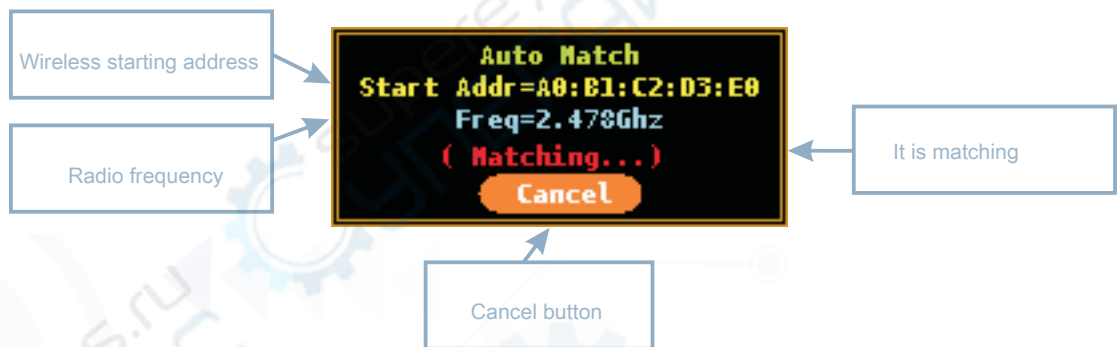 Wireless starting address
Radio frequency
Auto Match
Start Addr=A0:B1:C2:D3:E0
Freq=2.478Ghz
( Matching...)
Cancel
It is matching
Cancel button
s.ru